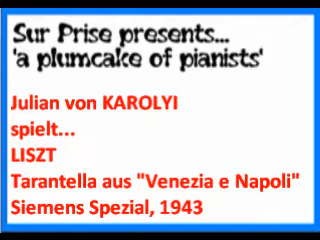 Sur Prise presents...
'a plumcake of pianists'
Julian von KAROLYI
spielt...
LISZT
Tarantella aus "Venezia e Napoli"
Siemens Spezial, 1943